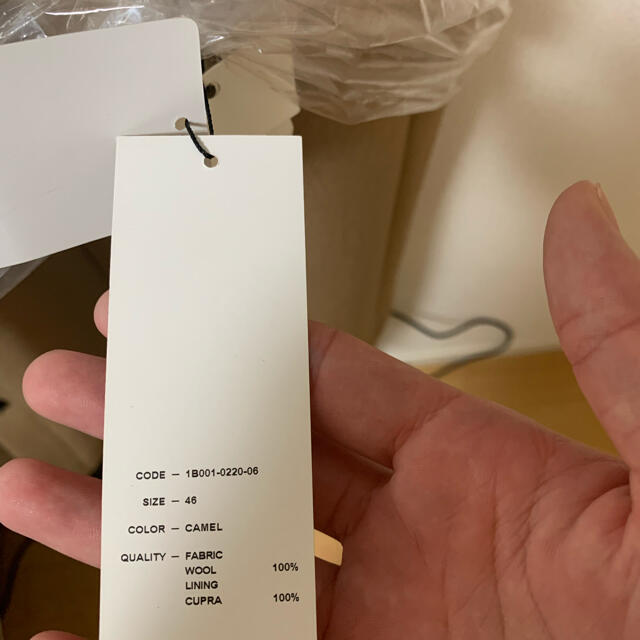 CODE – 1B001-0220-06
SIZE – 46
COLOR – CAMEL
QUALITY – FABRIC
WOOL 100%
LINING
CUPRA 100%